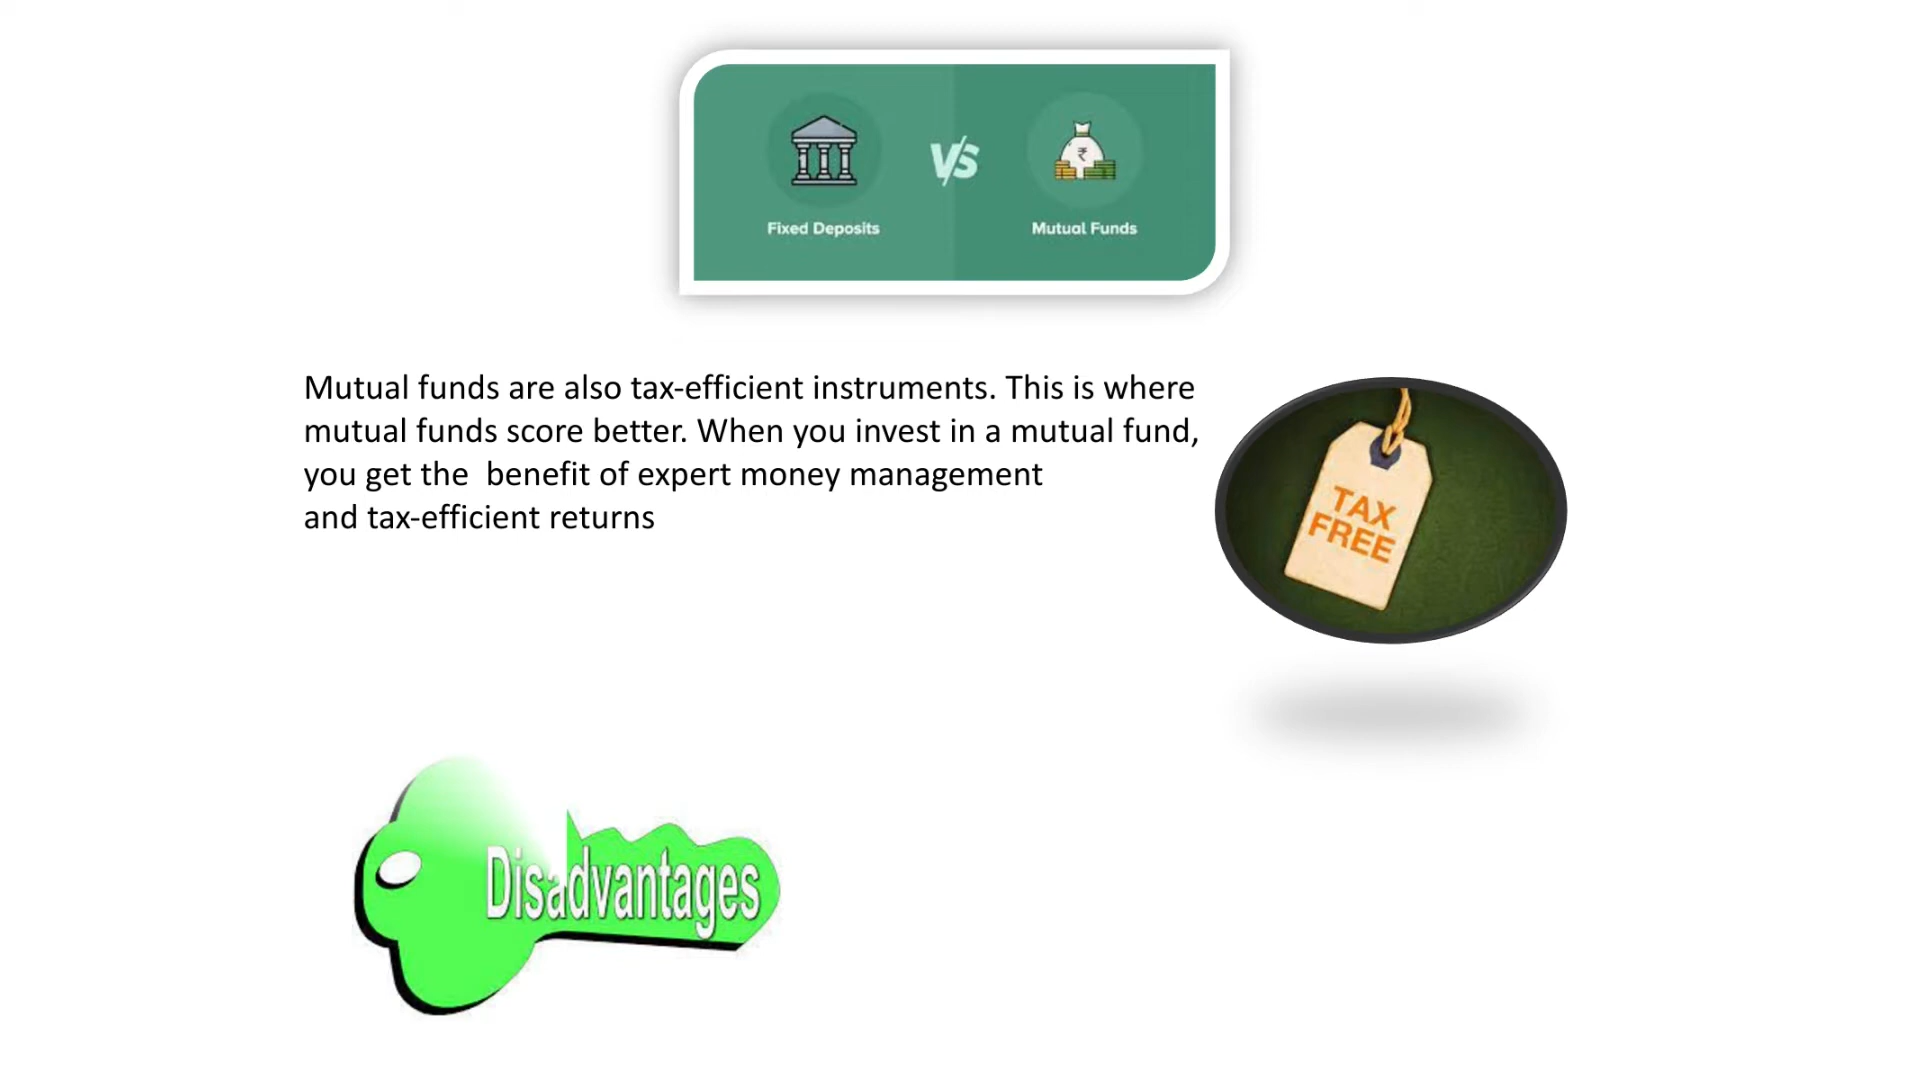 VS
Fixed Deposits
Mutual Funds
₹
Mutual funds are also tax-efficient instruments. This is where
mutual funds score better. When you invest in a mutual fund,
you get the  benefit of expert money management
and tax-efficient returns
TAX
FREE
Disadvantages